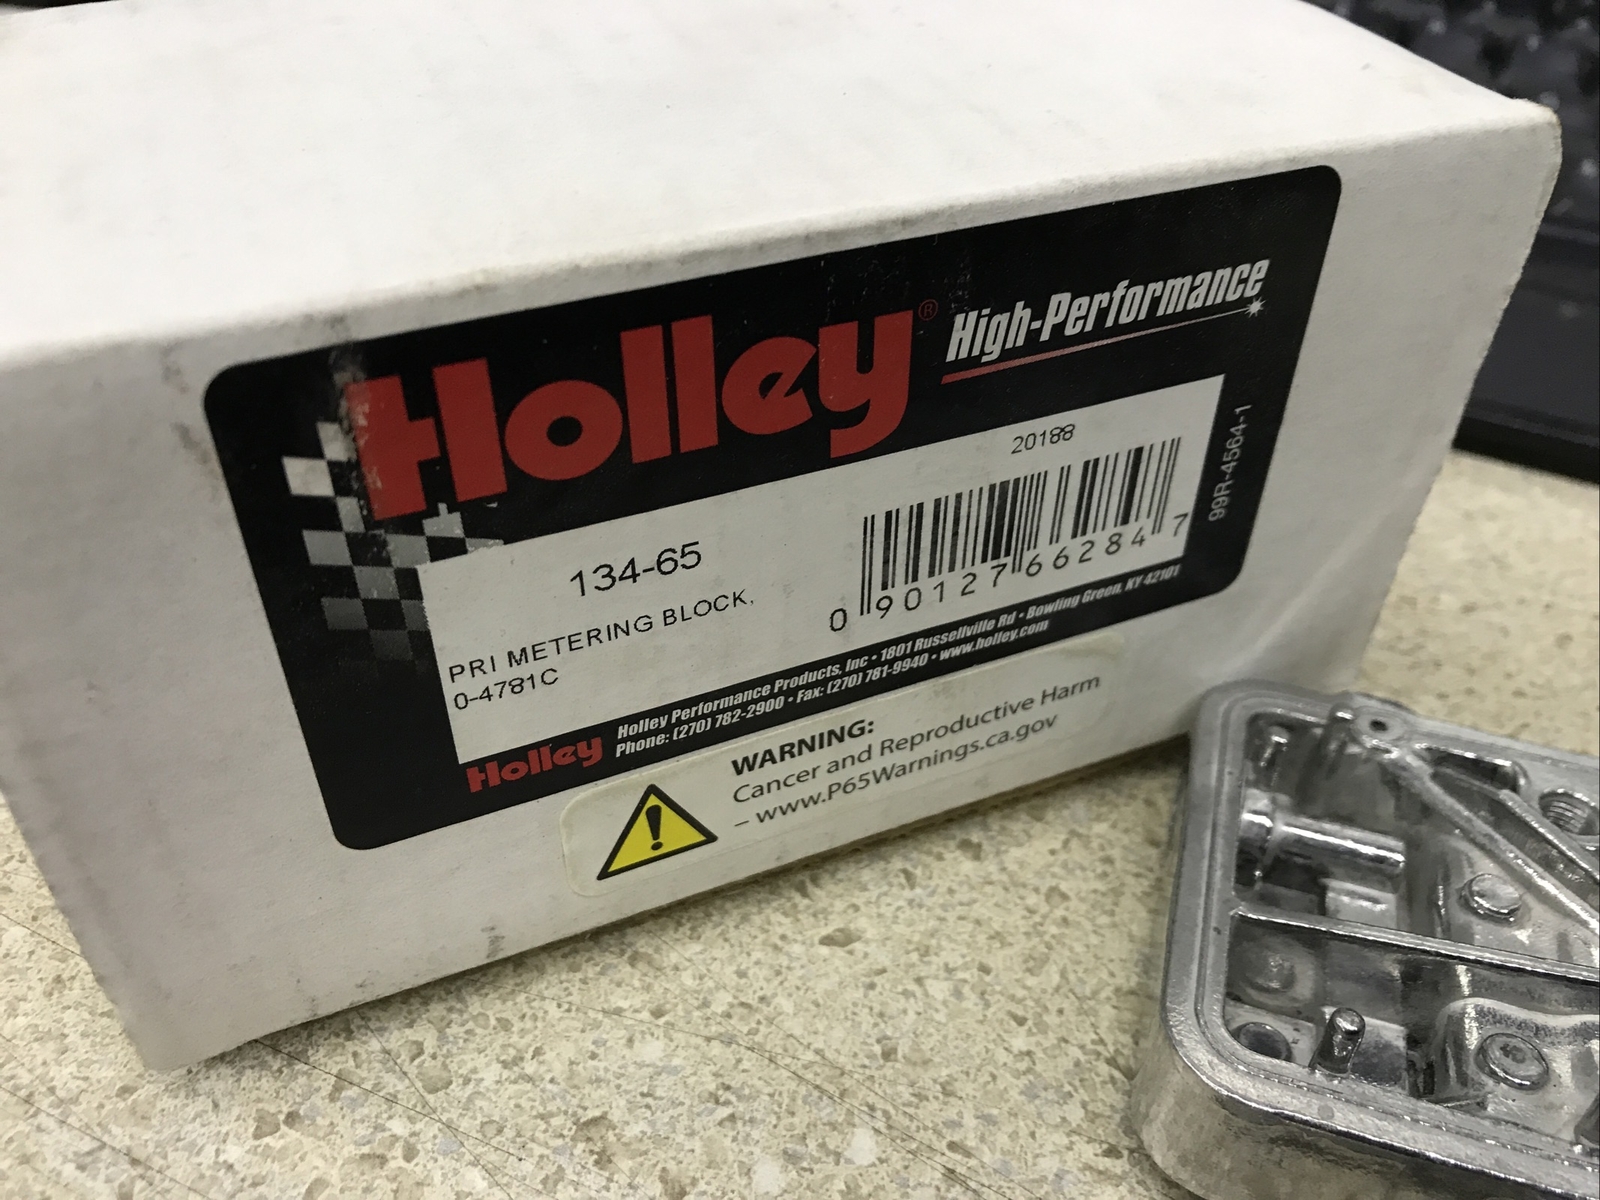 Holley®
High-Performance
20188
134-65
PRI METERING BLOCK,
0-4781C
0 90127 66284 7
99R-4564-1
Holley
Holley Performance Products, Inc • 1801 Russellville Rd • Bowling Green, KY 42101
Phone: (270) 782-2900 • Fax: (270) 781-9940 • www.holley.com
WARNING:
Cancer and Reproductive Harm
– www.P65Warnings.ca.gov